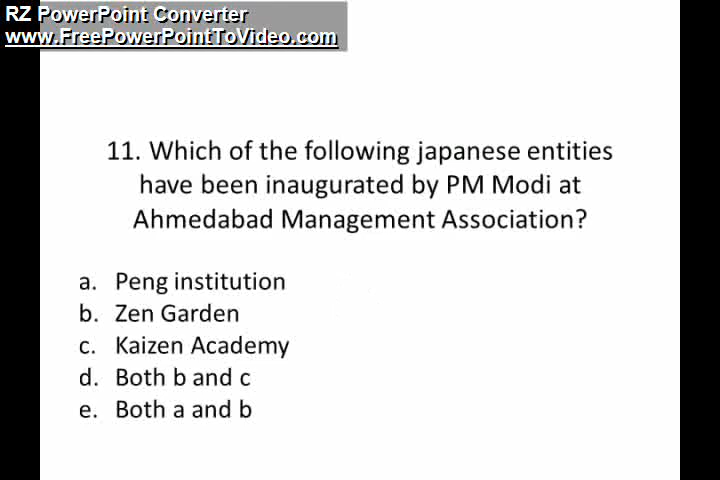 RZ PowerPoint Converter
www.FreePowerPointToVideo.com
11. Which of the following japanese entities
have been inaugurated by PM Modi at
Ahmedabad Management Association?
a. Peng institution
b. Zen Garden
c. Kaizen Academy
d. Both b and c
e. Both a and b